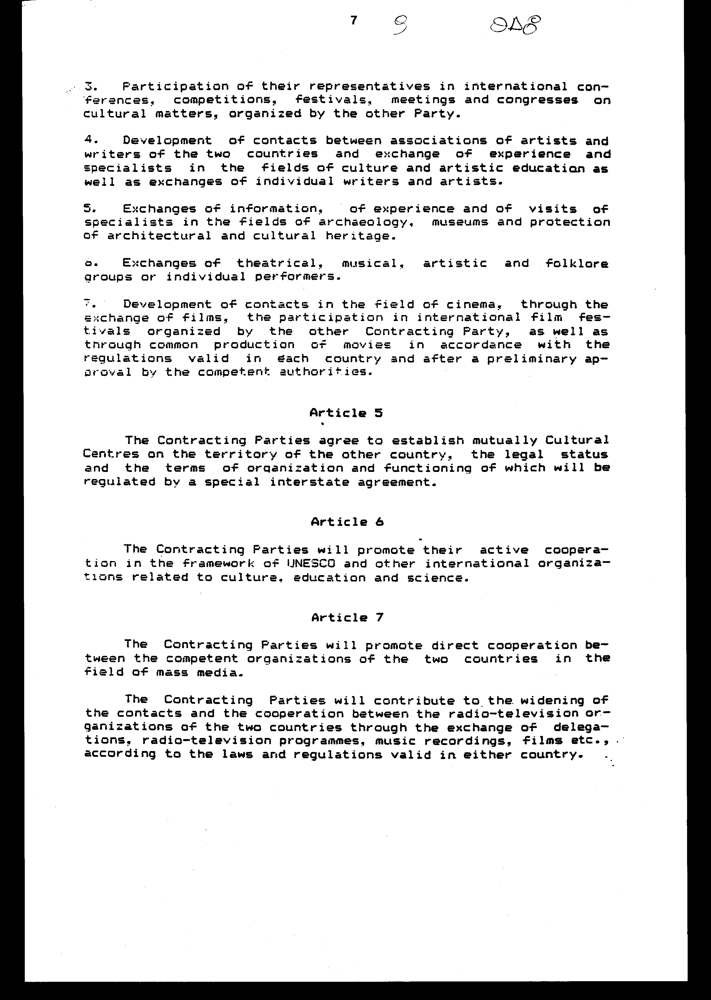 7
3. Participation of their representatives in international con-
ferences, competitions, festivals, meetings and congresses on
cultural matters, organized by the other Party.
4. Development of contacts between associations of artists and
writers of the two countries and exchange of experience and
specialists in the fields of culture and artistic education as
well as exchanges of individual writers and artists.
5. Exchanges of information, of experience and of visits of
specialists in the fields of archaeology, museums and protection
of architectural and cultural heritage.
6. Exchanges of theatrical, musical, artistic and folklore
groups or individual performers.
7. Development of contacts in the field of cinema, through the
exchange of films, the participation in international film fes-
tivals organized by the other Contracting Party, as well as
through common production of movies in accordance with the
regulations valid in each country and after a preliminary ap-
proval by the competent authorities.
Article 5
The Contracting Parties agree to establish mutually Cultural
Centres on the territory of the other country, the legal status
and the terms of organization and functioning of which will be
regulated by a special interstate agreement.
Article 6
The Contracting Parties will promote their active coopera-
tion in the framework of UNESCO and other international organiza-
tions related to culture, education and science.
Article 7
The Contracting Parties will promote direct cooperation be-
tween the competent organizations of the two countries in the
field of mass media.
The Contracting Parties will contribute to the widening of
the contacts and the cooperation between the radio-television or-
ganizations of the two countries through the exchange of delega-
tions, radio-television programmes, music recordings, films etc.,
according to the laws and regulations valid in either country.